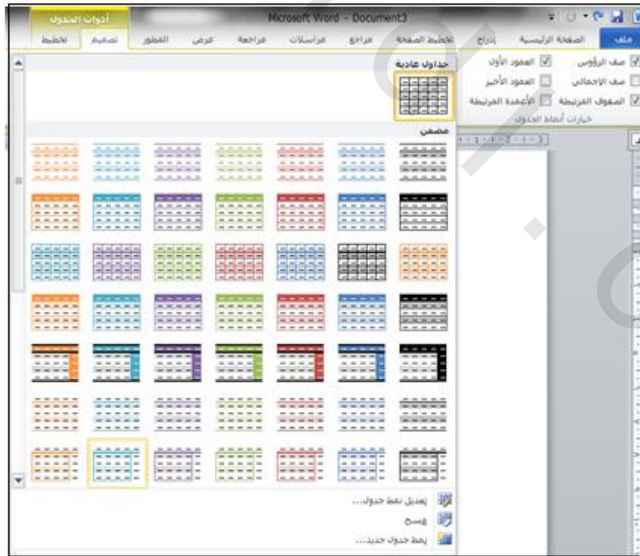 أدوات الجدول
Microsoft Word - Document3
ملف الصفحة الرئيسية إدراج تخطيط الصفحة مراجع مراسلات مراجعة عرض المطور تصميم تخطيط
صف الرؤوس العمود الأول
صف الإجمالي العمود الأخير
الصفوف المرتبطة الأعمدة المرتبطة
خيارات أنماط الجدول
جداول عادية
مضمن
تعديل نمط جدول...
مسح
نمط جدول جديد...